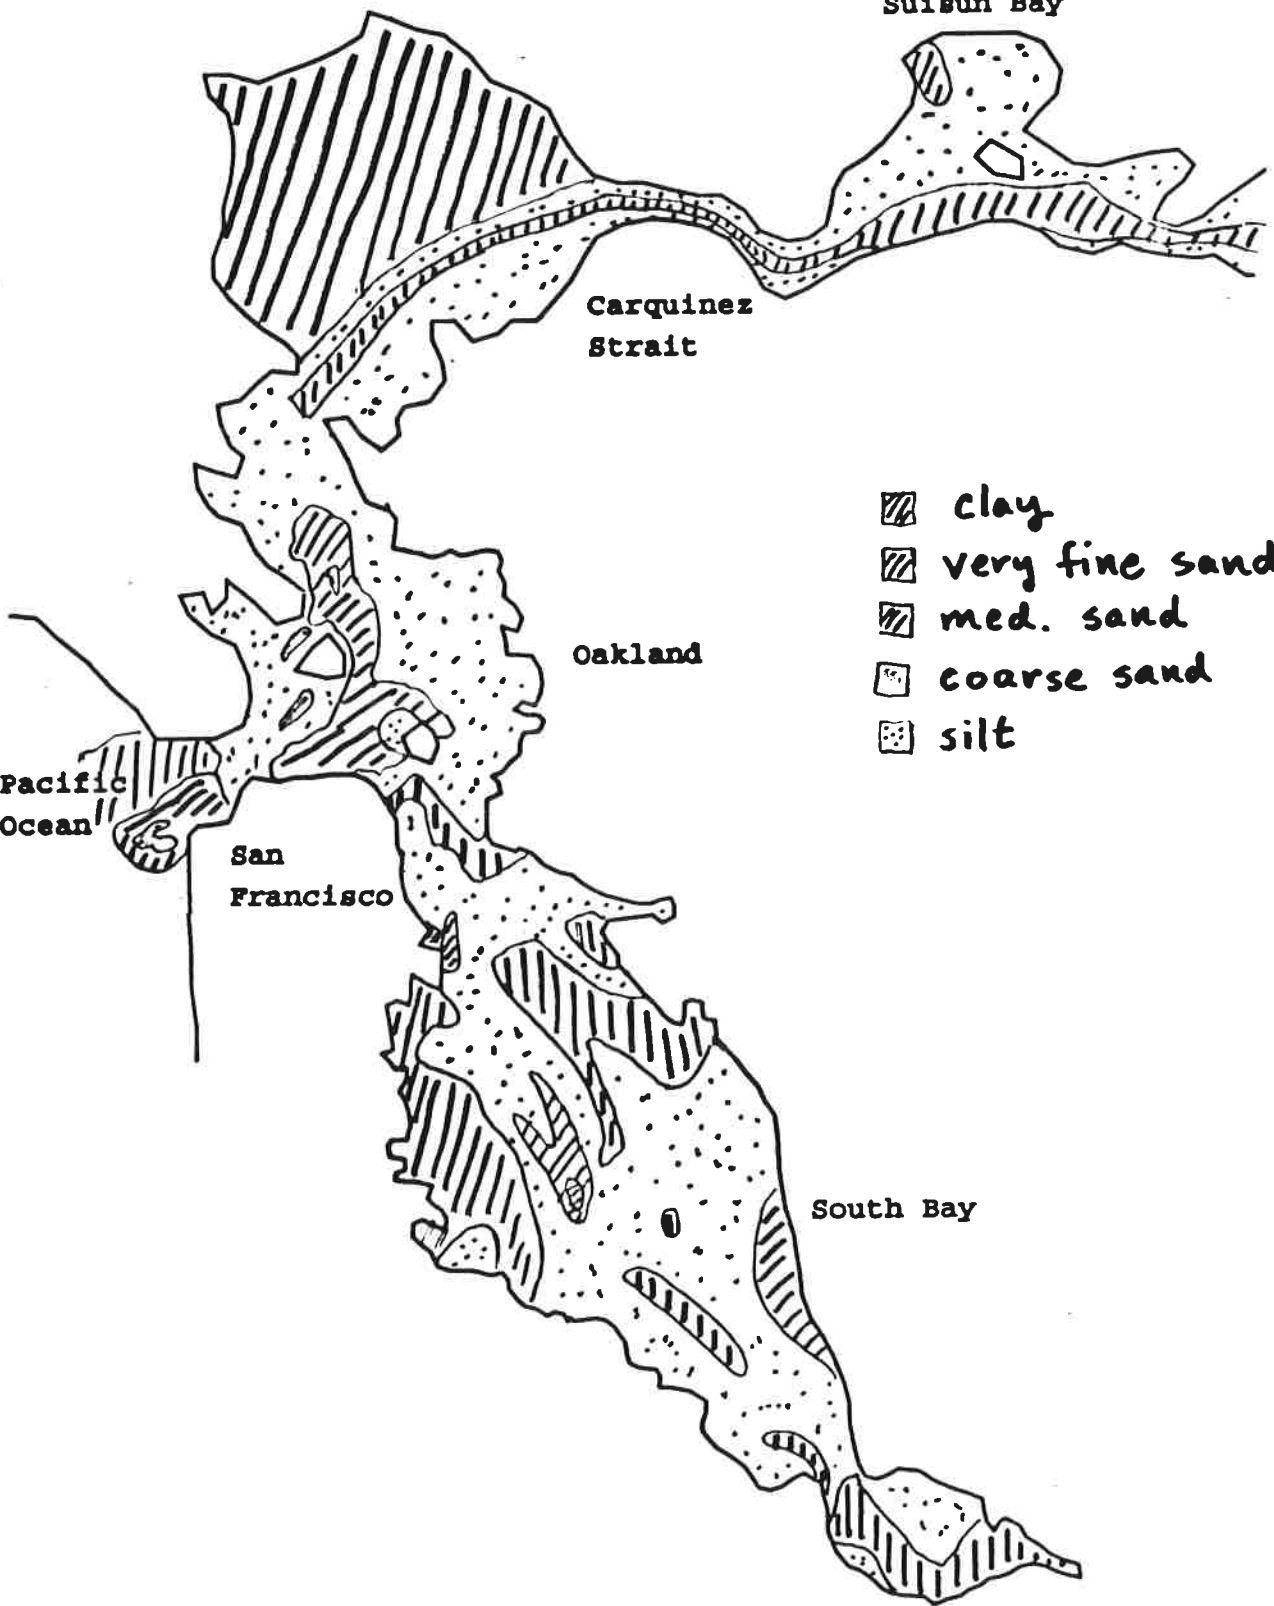 Suisun Bay
Carquinez
Strait
clay
very fine sand
med. sand
coarse sand
silt
Oakland
Pacific
Ocean
San
Francisco
South Bay